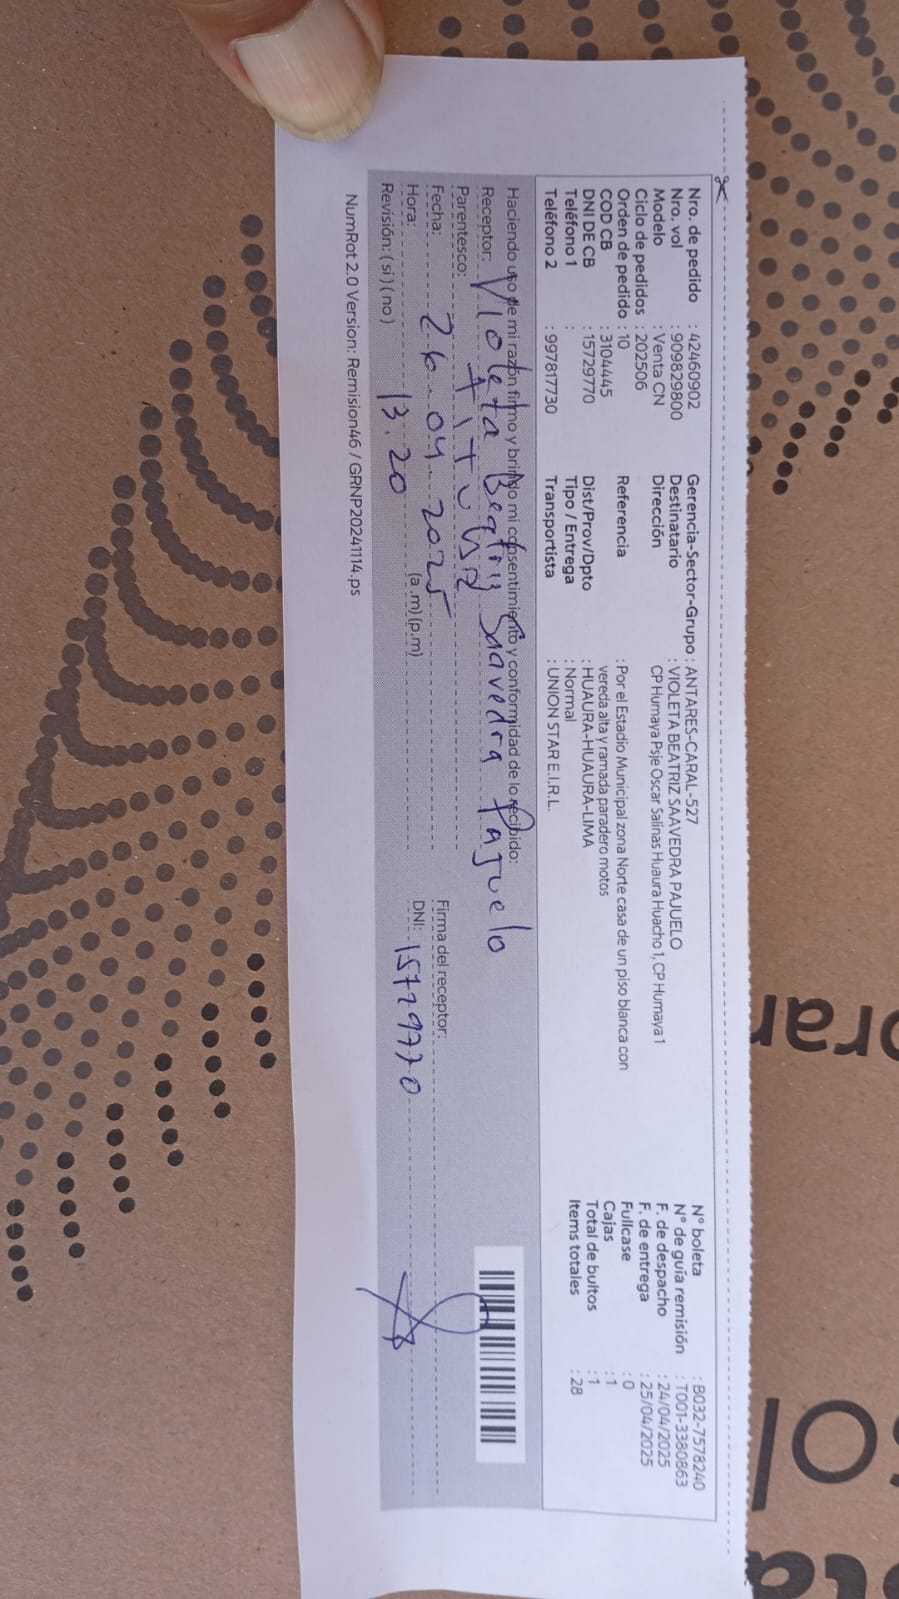 Nro. de pedido : 42460902
Nro. vol : 909829800
Modelo : Venta CN
Ciclo de pedidos : 202506
Orden de pedido : 10
COD CB : 3104445
DNI DE CB : 15729770
Teléfono 1 :
Teléfono 2 : 997817730
Gerencia-Sector-Grupo : ANTARES-CARAL-527
Destinatario : VIOLETA BEATRIZ SAAVEDRA PAJUELO
Dirección CP Humaya Psje Oscar Salinas Huaura Huacho 1, CP Humaya 1
Referencia : Por el Estadio Municipal zona Norte casa de un piso blanca con
vereda alta y ramada paradero motos
Dist/Prov/Dpto : HUAURA-HUAURA-LIMA
Tipo / Entrega : Normal
Transportista : UNION STAR E.I.R.L.
N° boleta : B032-7578240
N° de guía remisión : T001-3380863
F. de despacho : 24/04/2025
F. de entrega : 25/04/2025
Fullcase : 0
Cajas : 1
Total de bultos : 1
Items totales : 28
Haciendo uso de mi razón firmo y brindo mi consentimiento y conformidad de lo recibido:
Receptor: Violeta Beatriz Saavedra Pajuelo
Parentesco: Titular
Fecha: 26 04 2025
Hora: 13.20 (a.m) (p.m)
Revisión: ( si ) ( no )
Firma del receptor:
DNI: 15729770
NumRot 2.0 Version: Remision46 / GRNP20241114.ps